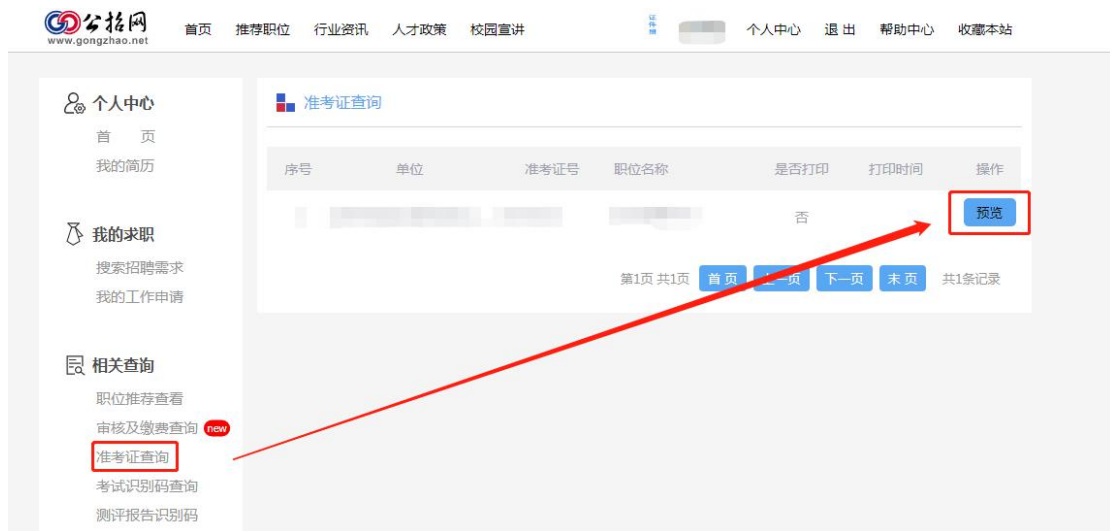 公招网
www.gongzhao.net
首页 推荐职位 行业资讯 人才政策 校园宣讲 个人中心 退出 帮助中心 收藏本站
个人中心
首 页
我的简历
我的求职
搜索招聘需求
我的工作申请
相关查询
职位推荐查看
审核及缴费查询 new
准考证查询
考试识别码查询
测评报告识别码
准考证查询
序号 单位 准考证号 职位名称 是否打印 打印时间 操作
否 预览
第1页 共1页 首页 上一页 下一页 末页 共1条记录